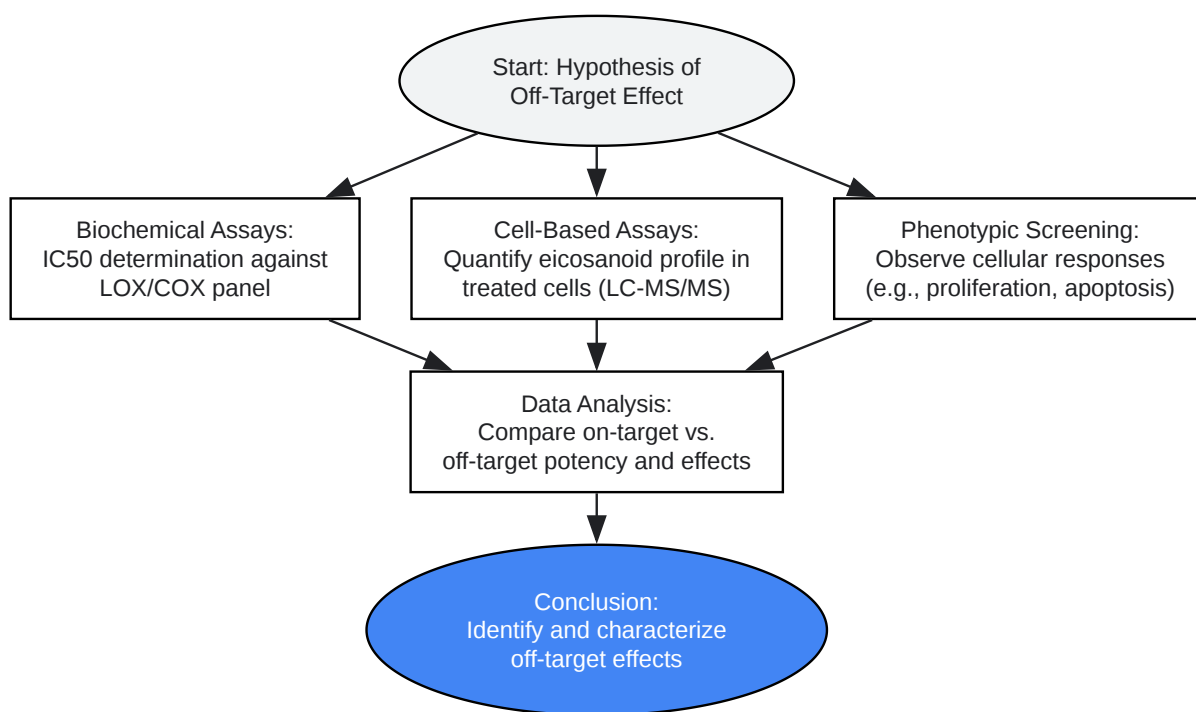 Start: Hypothesis of
Off-Target Effect
Biochemical Assays:
IC50 determination against
LOX/COX panel
Cell-Based Assays:
Quantify eicosanoid profile in
treated cells (LC-MS/MS)
Phenotypic Screening:
Observe cellular responses
(e.g., proliferation, apoptosis)
Data Analysis:
Compare on-target vs.
off-target potency and effects
Conclusion:
Identify and characterize
off-target effects